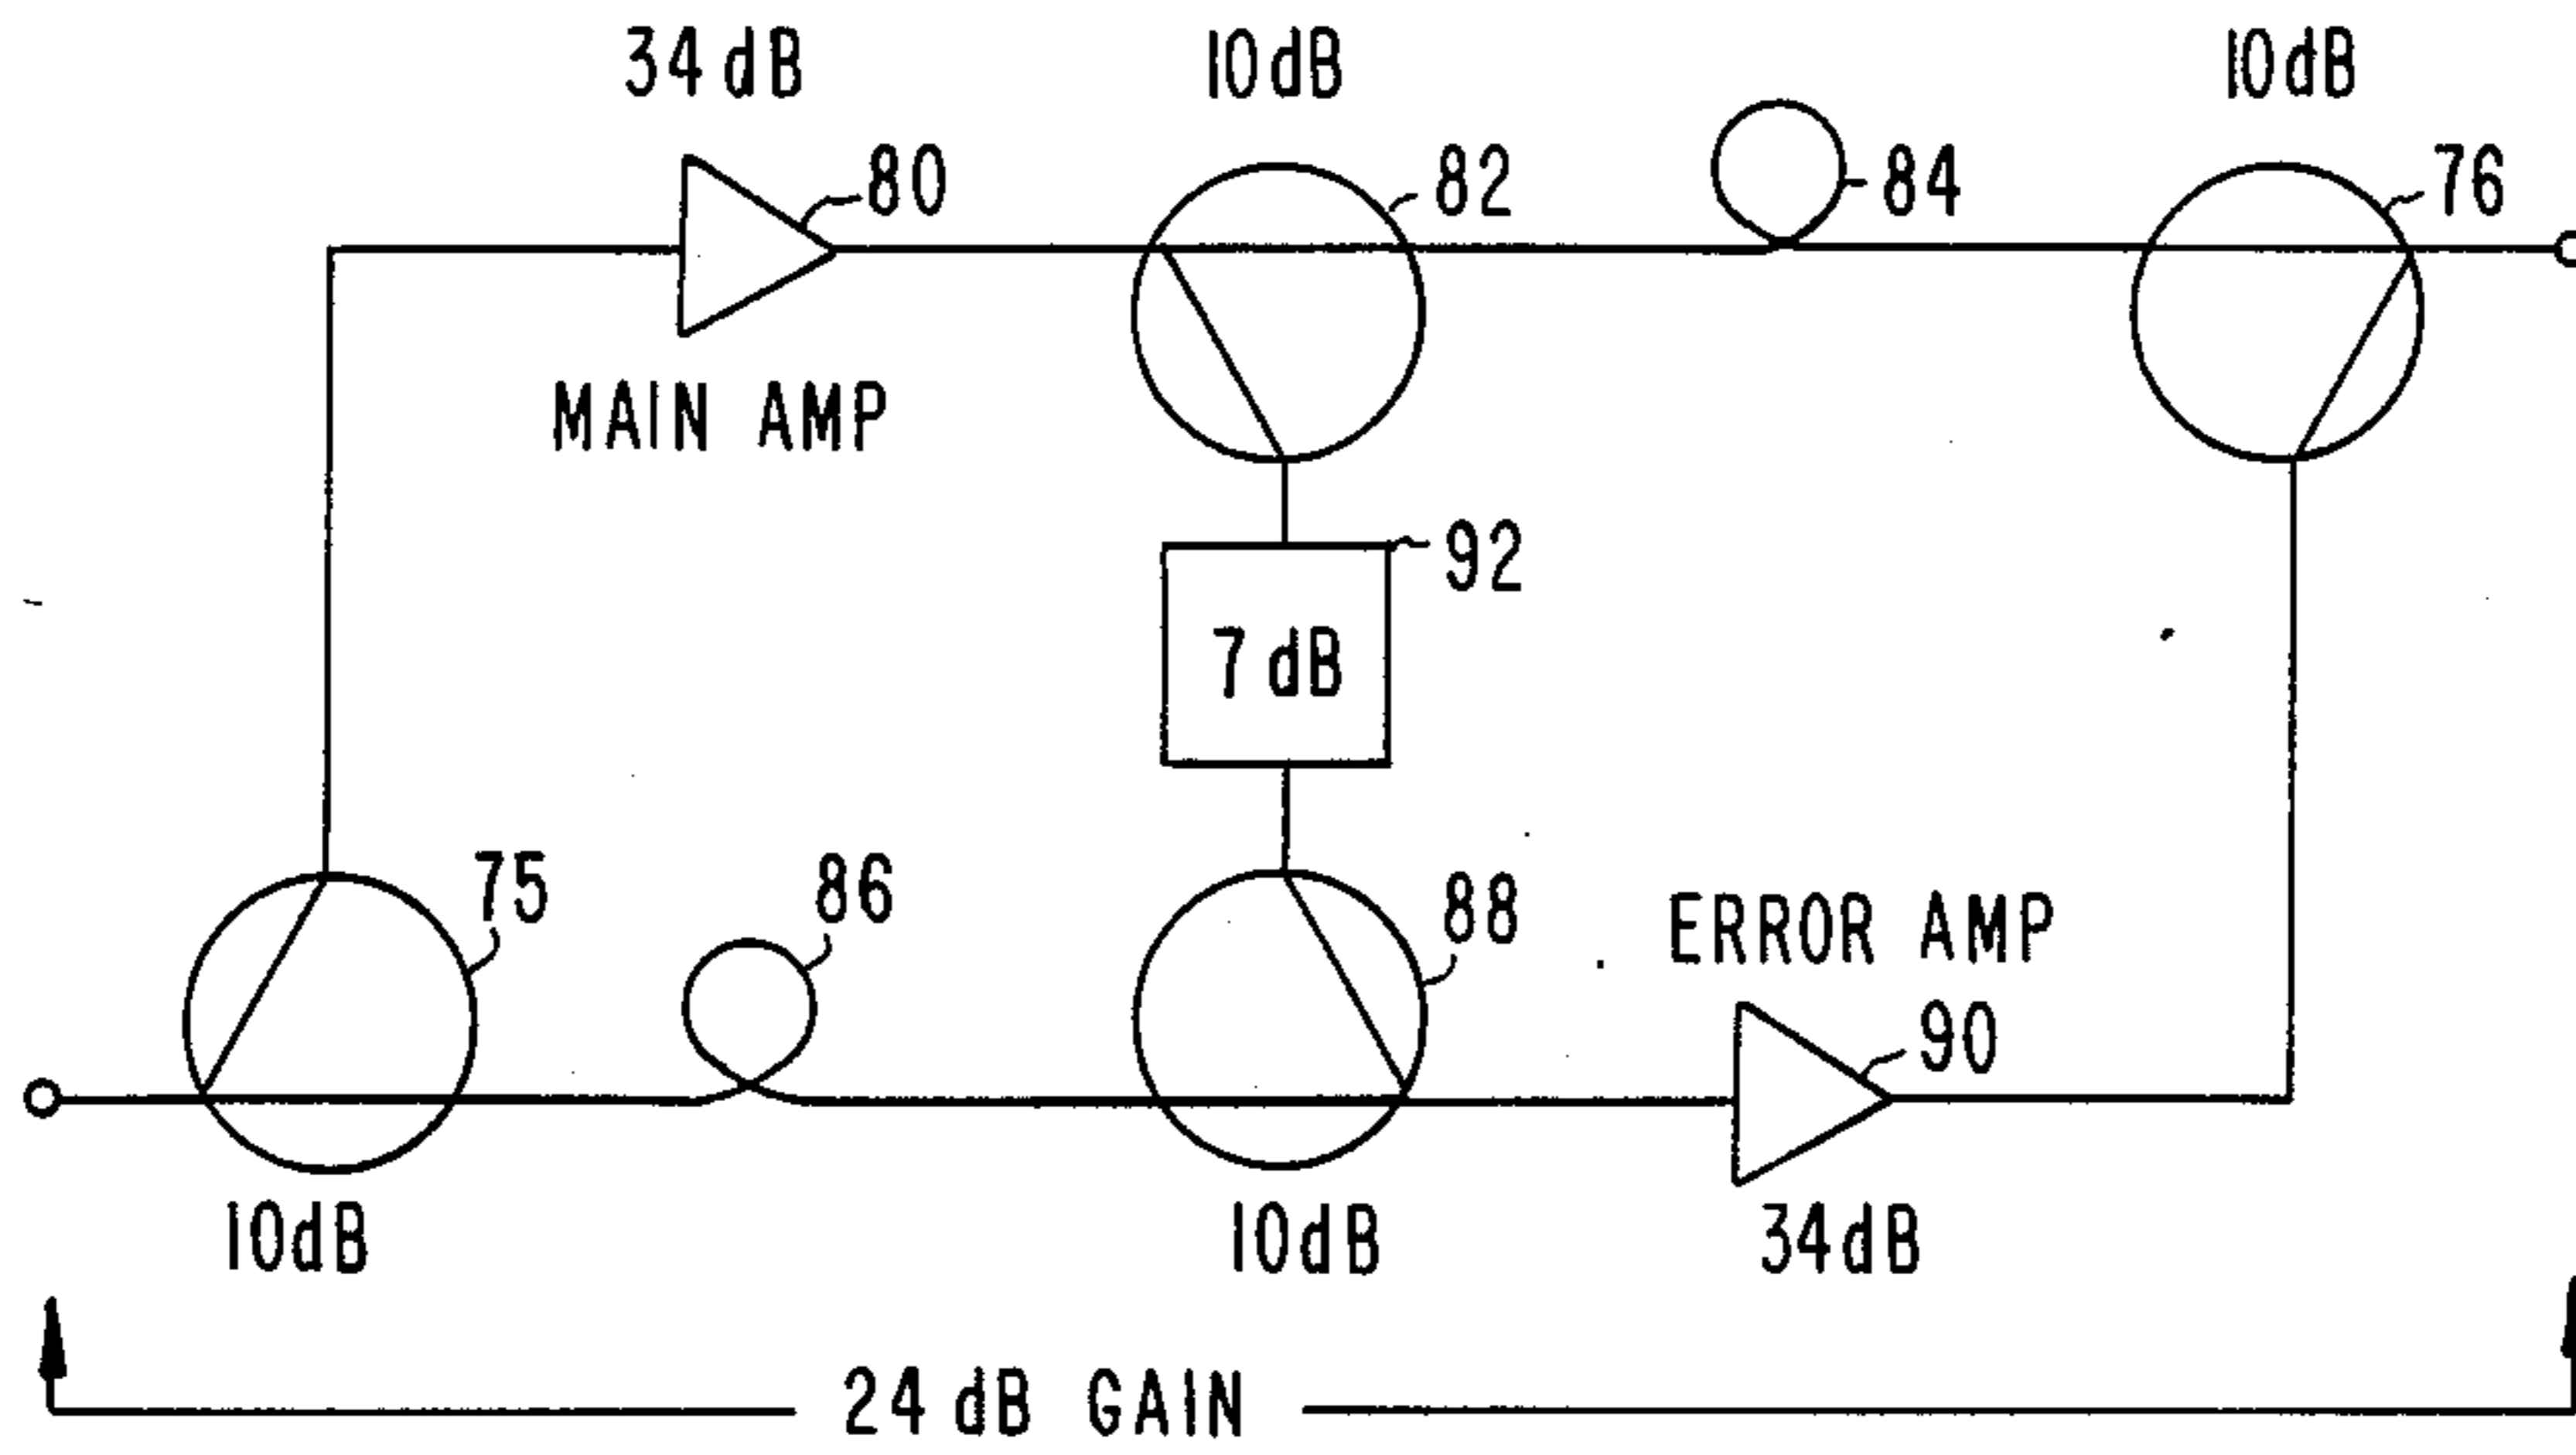 34 dB
10dB
10dB
80
82
84
76
MAIN AMP
92
7 dB
75
86
88
ERROR AMP
90
10dB
10dB
34dB
24 dB GAIN